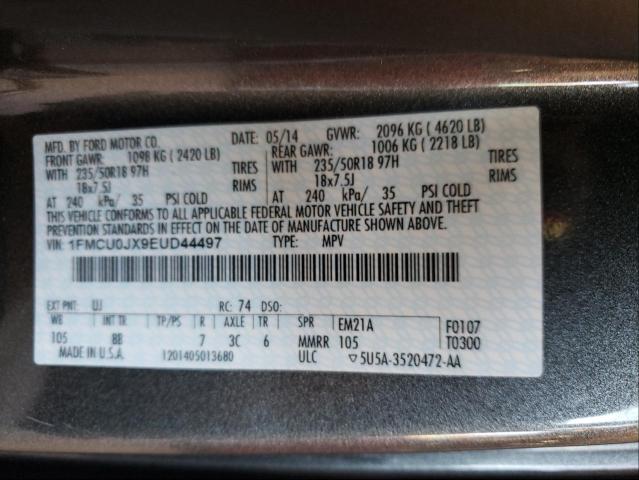 MFD. BY FORD MOTOR CO. DATE: 05/14 GVWR: 2096 KG ( 4620 LB)
FRONT GAWR: 1098 KG ( 2420 LB) REAR GAWR: 1006 KG ( 2218 LB)
WITH 235/50R18 97H TIRES WITH 235/50R18 97H TIRES
18x7.5J RIMS 18x7.5J RIMS
AT 240 kPa/ 35 PSI COLD AT 240 kPa/ 35 PSI COLD
THIS VEHICLE CONFORMS TO ALL APPLICABLE FEDERAL MOTOR VEHICLE SAFETY AND THEFT
PREVENTION STANDARDS IN EFFECT ON THE DATE OF MANUFACTURE SHOWN ABOVE.
VIN: 1FMCU0JX9EUD44497 TYPE: MPV
EXT PNT: UJ RC: 74 DSO:
WB INT TR TP/PS R AXLE TR SPR EM21A F0107
105 BB 7 3C 6 MMRR 105 T0300
MADE IN U.S.A. 1201405013680 ULC 5U5A-3520472-AA